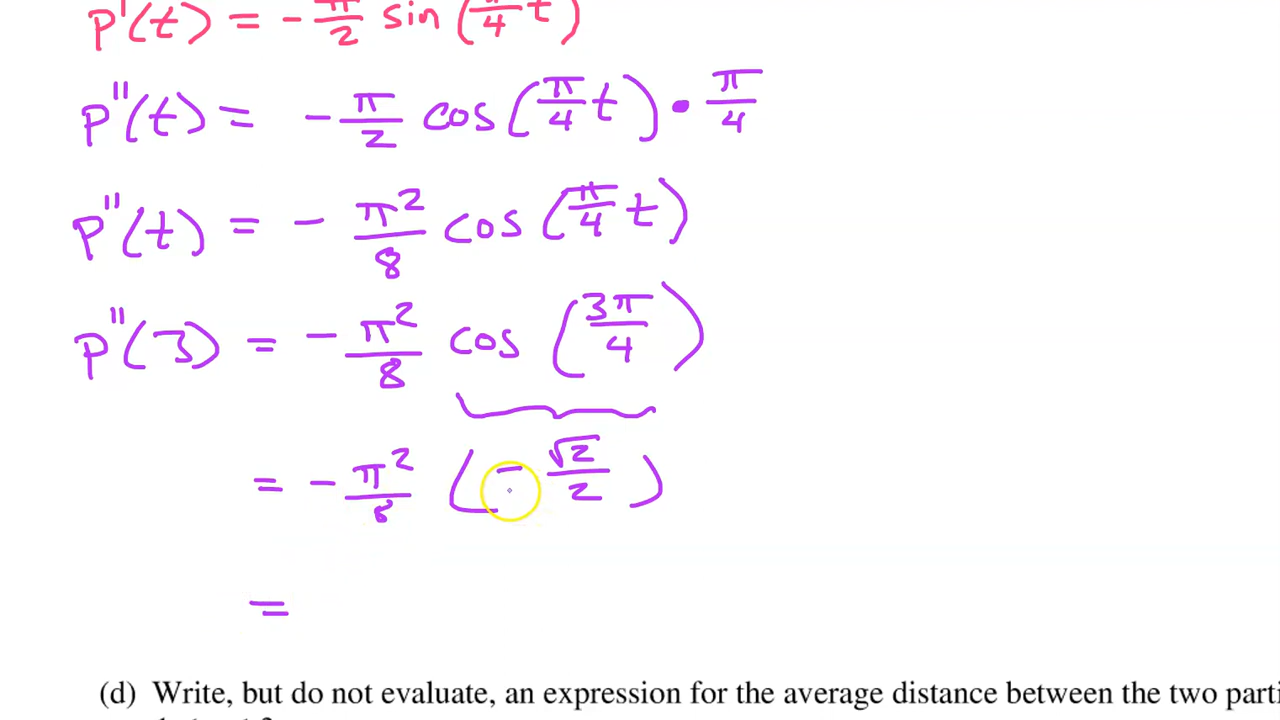 p'(t) = - π/2 sin (π/4 t)
p''(t) = - π/2 cos (π/4 t) • π/4
p''(t) = - π²/8 cos (π/4 t)
p''(3) = - π²/8 cos (3π/4)
= - π²/8 (- √2/2)
=
(d) Write, but do not evaluate, an expression for the average distance between the two parti